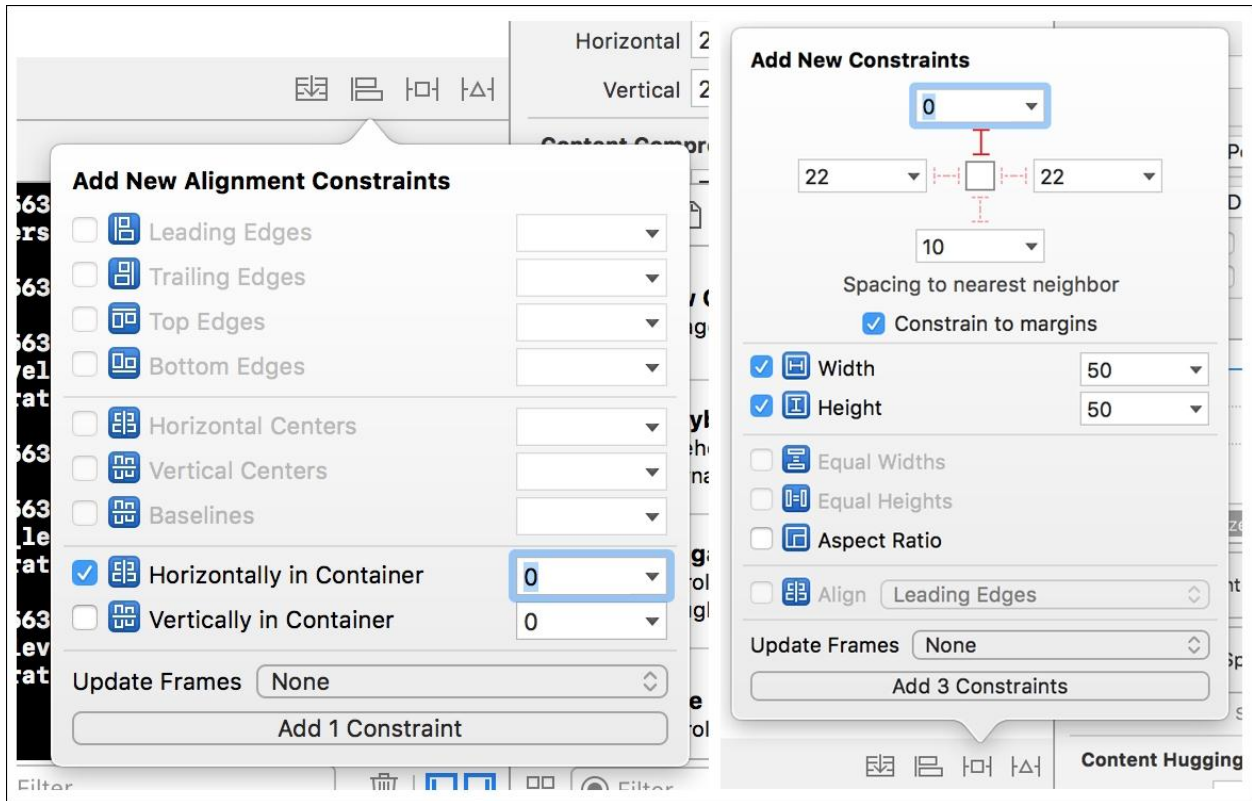 Horizontal 2
Vertical 2
Add New Alignment Constraints
Leading Edges
Trailing Edges
Top Edges
Bottom Edges
Horizontal Centers
Vertical Centers
Baselines
Horizontally in Container 0
Vertically in Container 0
Update Frames None
Add 1 Constraint
Filter
Filter
Add New Constraints
0
22 22
10
Spacing to nearest neighbor
Constrain to margins
Width 50
Height 50
Equal Widths
Equal Heights
Aspect Ratio
Align Leading Edges
Update Frames None
Add 3 Constraints
Content Hugging